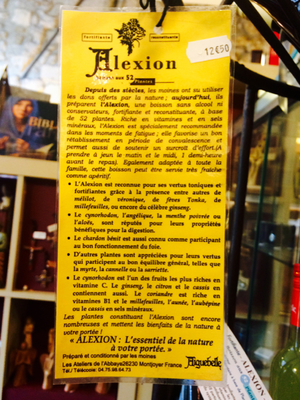 fortifiante
reconstituante
12€50
Alexion
52
Plantes
Depuis des siècles, les moines ont su utiliser
les dons offerts par la nature ; aujourd'hui, ils
préparent l'Alexion, une boisson sans alcool ni
conservateurs, fortifiante et reconstituante, à base
de 52 plantes. Riche en vitamines et en sels
minéraux, l'Alexion est spécialement recommandée
dans les moments de fatigue ; elle favorise un bon
rétablissement en période de convalescence et
permet aussi de soutenir un surcroît d'effort.(A
prendre à jeun le matin et le midi, 1 demi-heure
avant le repas). Egalement adaptée à toute la
famille, cette boisson peut être servie très fraîche
comme apéritif.
• L'Alexion est reconnue pour ses vertus toniques et
fortifiantes grâce à la présence entre autres de
mélilot, de véronique, de fèves Tonka, de
millefeuilles, ou encore du célèbre ginseng.
• Le cynorhodon, l'angélique, la menthe poivrée ou
l'aloès, sont réputés pour leurs propriétés
bénéfiques pour la digestion.
• Le chardon bénit est aussi connu comme participant
au bon fonctionnement du foie.
• D'autres plantes sont appréciées pour leurs vertus
qui participent au bon équilibre général, telles que
la myrte, la cannelle ou la sarriette.
• Le cynorhodon est l'un des fruits les plus riches en
vitamine C. Le ginseng, le citron et le cassis en
contiennent aussi. Le coriandre est riche en
vitamines B1 et le millefeuilles, l'aunée, l'aubépine
ou le cassis en sels minéraux.
Les plantes constituant l'Alexion sont encore
nombreuses et mettent les bienfaits de la nature à
votre portée !
« ALEXION : L'essentiel de la nature
à votre portée. »
Préparé et conditionné par les moines
Les Ateliers de l'Abbaye26230 Montjoyer France
Tél./ Télécopie: 04.75.98.64.73
Aiguebelle
BIBL
ALEXION